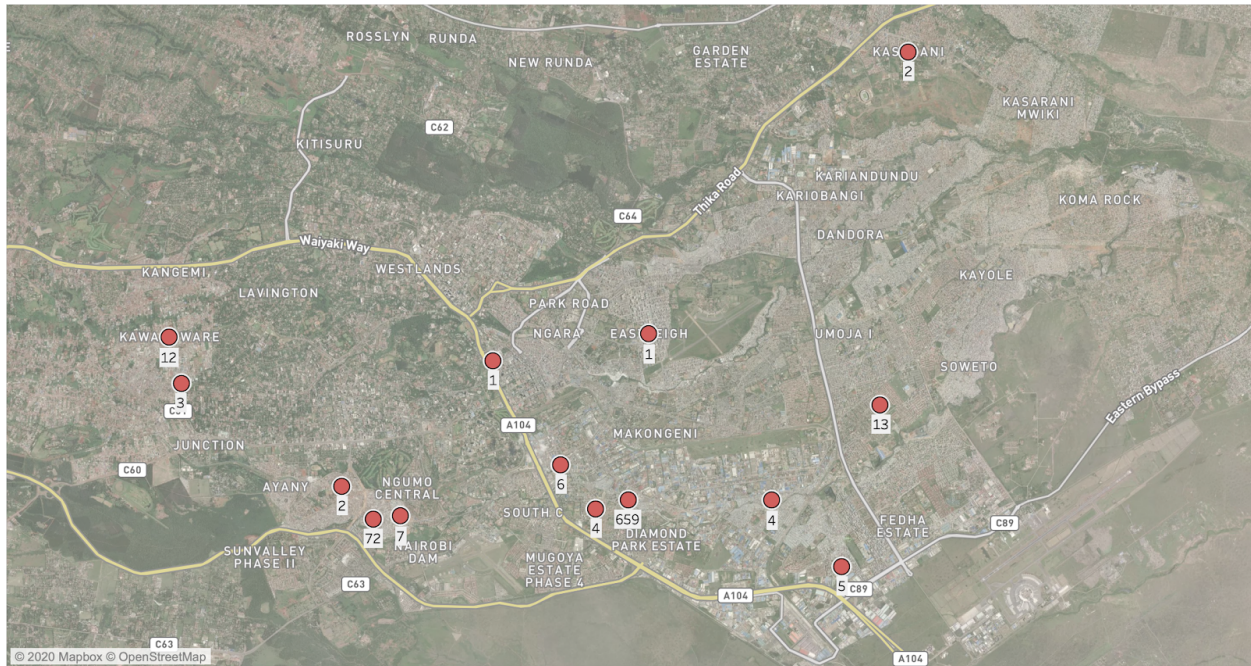 ROSSLYN
RUNDA
NEW RUNDA
GARDEN
ESTATE
2
KASARANI
MWIKI
C62
KITISURU
Thika Road
KARIANDUNDU
KARIOBANGI
KOMA ROCK
C64
DANDORA
Waiyaki Way
WESTLANDS
KANGEMI
KAYOLE
LAVINGTON
PARK ROAD
NGARA
UMOJA I
12
1
1
SOWETO
3
Eastern Bypass
13
A104
MAKONGENI
JUNCTION
C60
6
AYANY
NGUMO
CENTRAL
2
SOUTH C
4
659
4
72
7
NAIROBI
DAM
DIAMOND
PARK ESTATE
FEDHA
ESTATE
C89
SUNVALLEY
PHASE II
MUGOYA
ESTATE
PHASE 4
C63
5
C89
A104
C63
A104
© 2020 Mapbox © OpenStreetMap